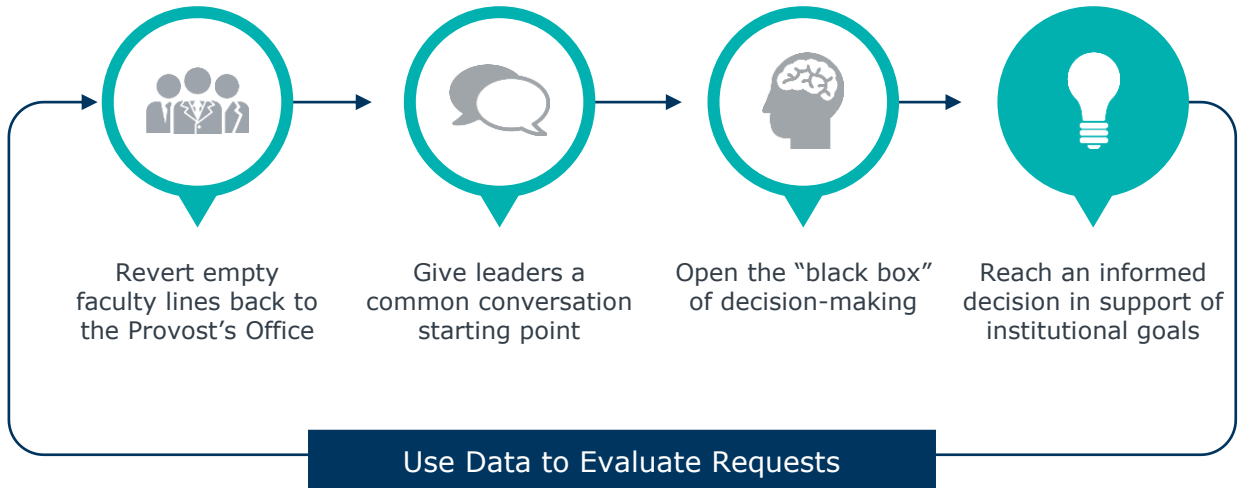 Revert empty
faculty lines back to
the Provost’s Office
Give leaders a
common conversation
starting point
Open the “black box”
of decision-making
Reach an informed
decision in support of
institutional goals
Use Data to Evaluate Requests